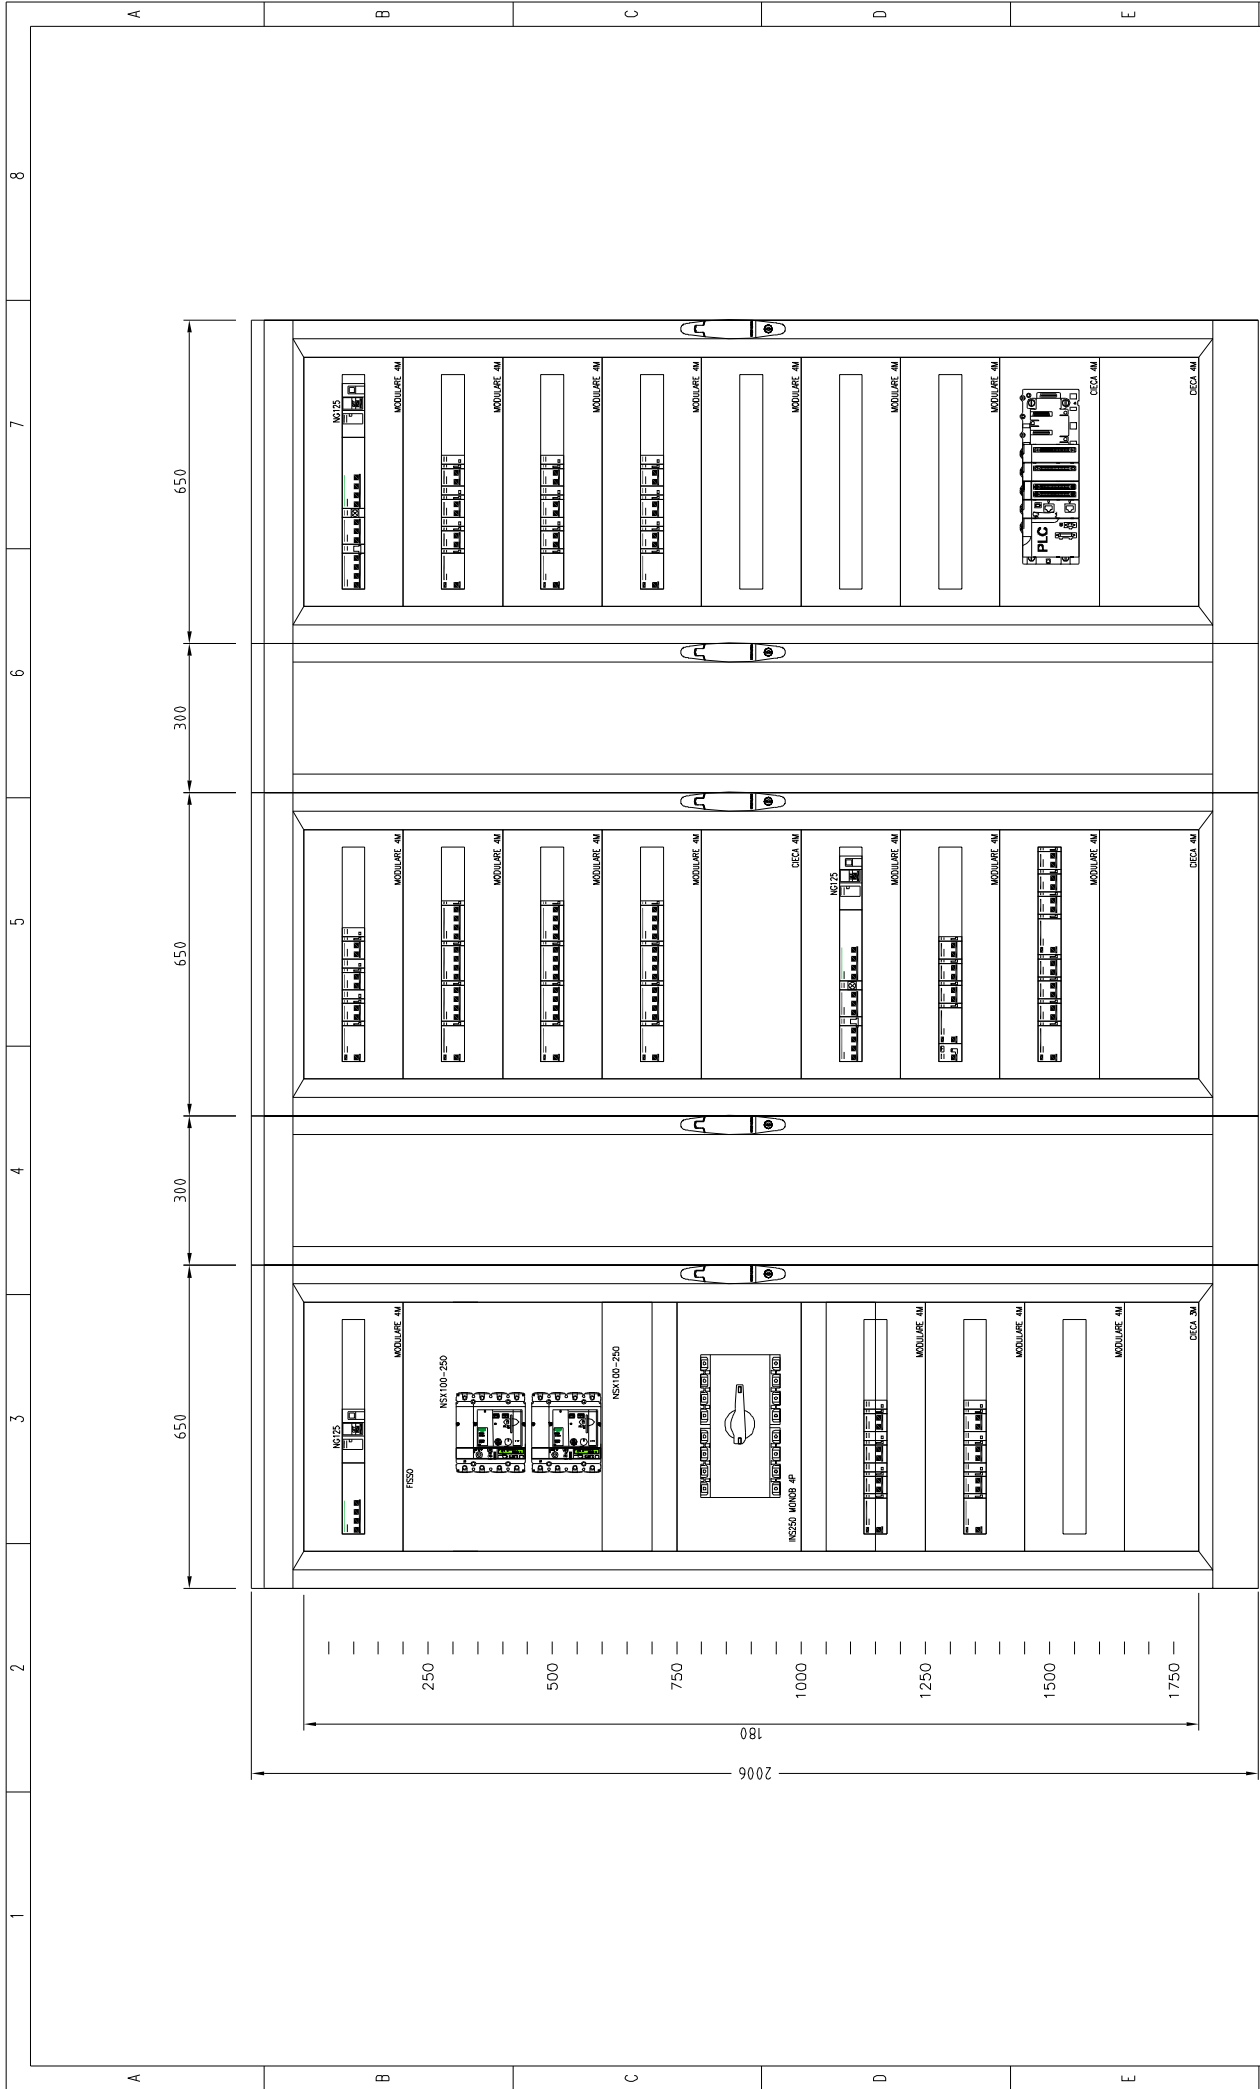 1 2 3 4 5 6 7 8
A
B
C
D
E
A
B
C
D
E
650 300 650 300 650
2006
180
250
500
750
1000
1250
1500
1750
NG125
MODULARE 4M
FISSO
NSX100-250
NSX100-250
INS250 MONOB 4P
MODULARE 4M
MODULARE 4M
MODULARE 4M
CIECA 3M
MODULARE 4M
MODULARE 4M
MODULARE 4M
MODULARE 4M
CIECA 4M
NG125
MODULARE 4M
MODULARE 4M
MODULARE 4M
CIECA 4M
NG125
MODULARE 4M
MODULARE 4M
MODULARE 4M
MODULARE 4M
MODULARE 4M
MODULARE 4M
MODULARE 4M
PLC
CIECA 4M
CIECA 4M